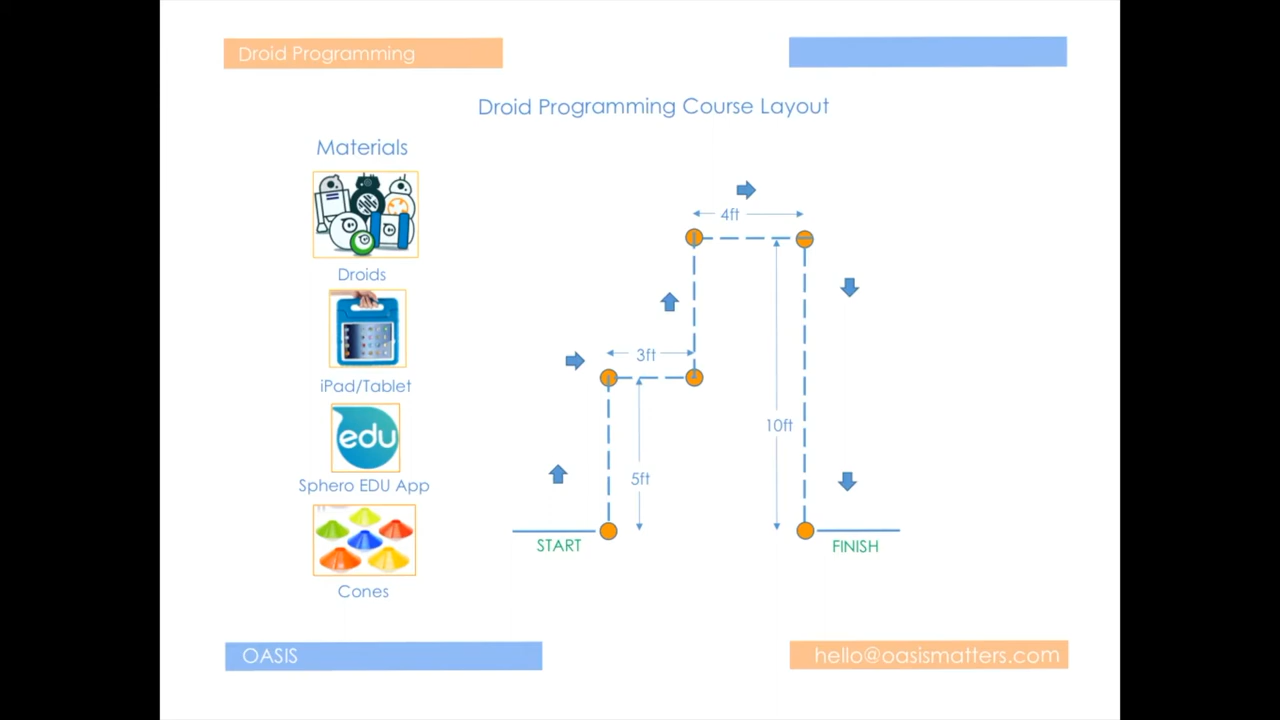 Droid Programming
Droid Programming Course Layout
Materials
Droids
iPad/Tablet
edu
Sphero EDU App
Cones
4ft
3ft
10ft
5ft
START
FINISH
OASIS
hello@oasismatters.com